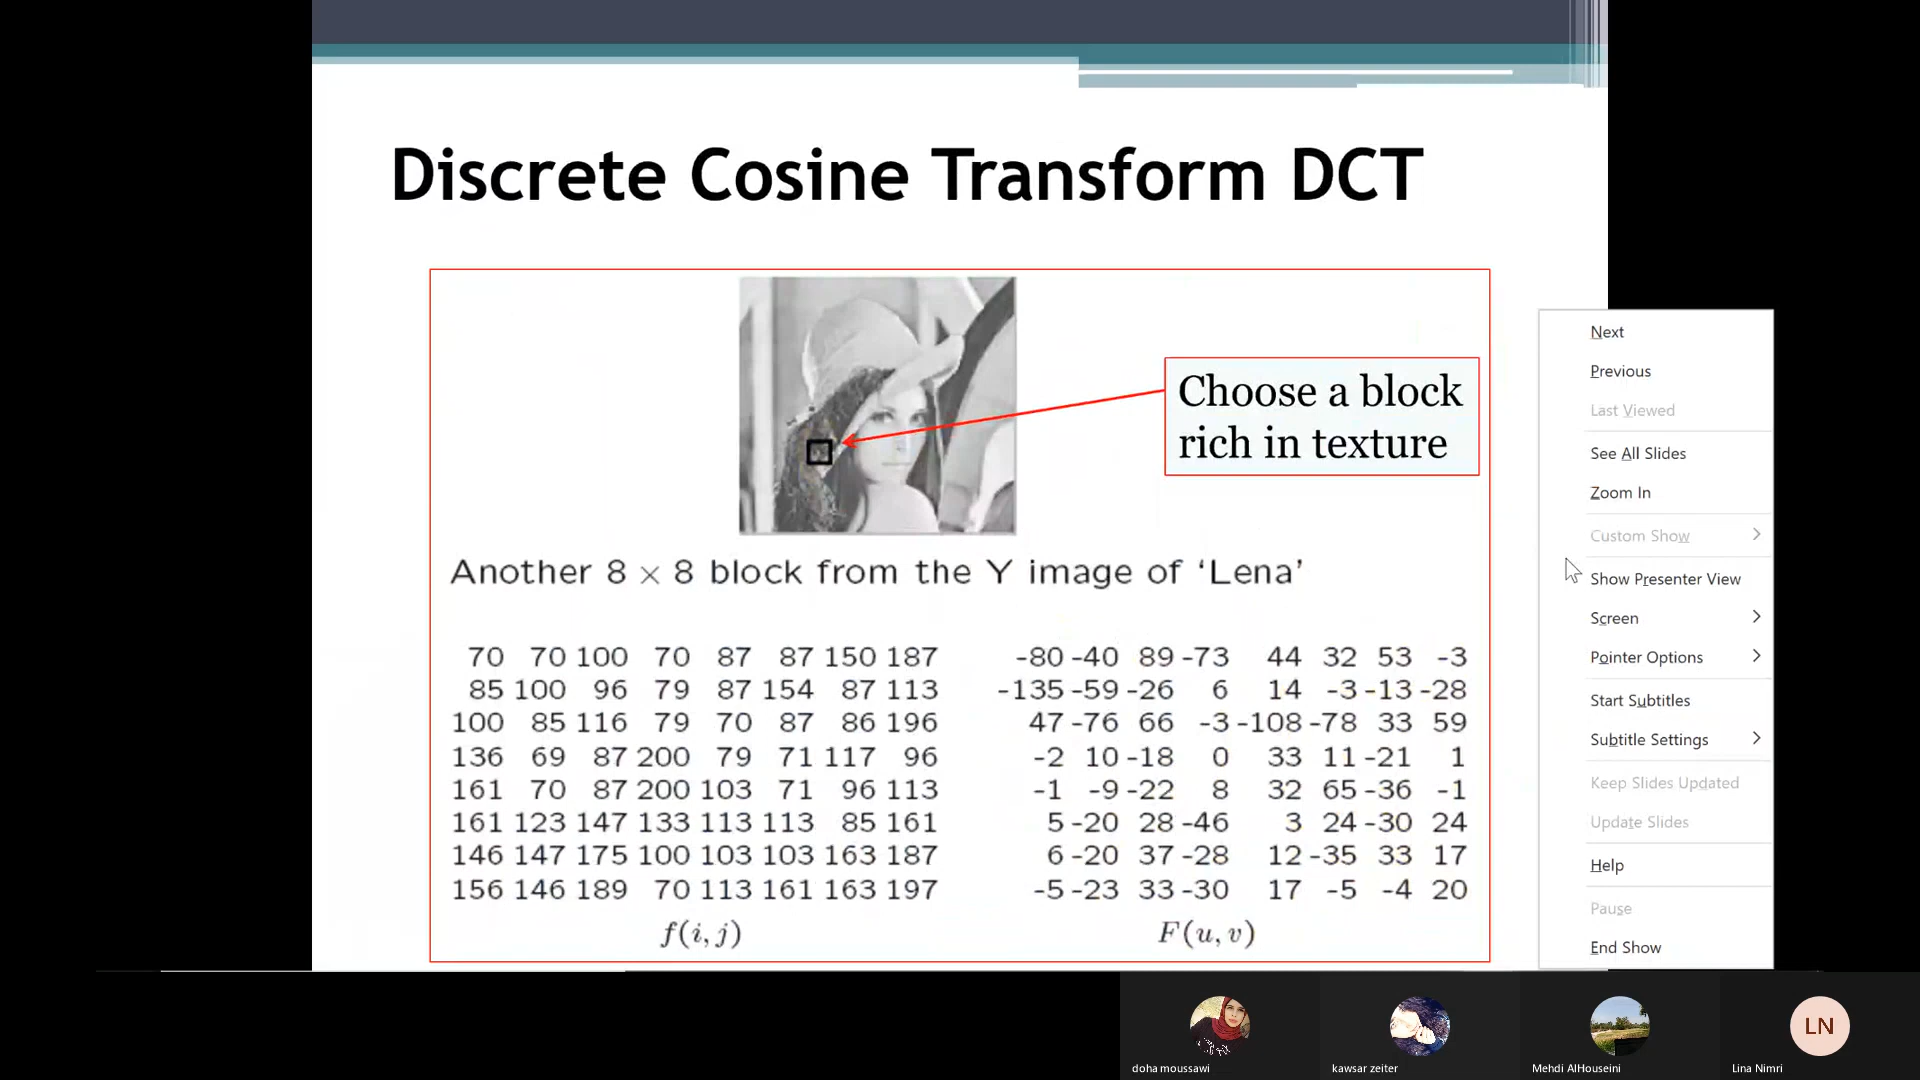 Discrete Cosine Transform DCT
Choose a block
rich in texture
Another 8 × 8 block from the Y image of ‘Lena’
70 70 100 70 87 87 150 187
85 100 96 79 87 154 87 113
100 85 116 79 70 87 86 196
136 69 87 200 79 71 117 96
161 70 87 200 103 71 96 113
161 123 147 133 113 113 85 161
146 147 175 100 103 103 163 187
156 146 189 70 113 161 163 197
f(i, j)
-80 -40 89 -73 44 32 53 -3
-135 -59 -26 6 14 -3 -13 -28
47 -76 66 -3 -108 -78 33 59
-2 10 -18 0 33 11 -21 1
-1 -9 -22 8 32 65 -36 -1
5 -20 28 -46 3 24 -30 24
6 -20 37 -28 12 -35 33 17
-5 -23 33 -30 17 -5 -4 20
F(u, v)
Next
Previous
Last Viewed
See All Slides
Zoom In
Custom Show
Show Presenter View
Screen
Pointer Options
Start Subtitles
Subtitle Settings
Keep Slides Updated
Update Slides
Help
Pause
End Show
LN
doha moussawi
kawsar zeiter
Mehdi AlHouseini
Lina Nimri